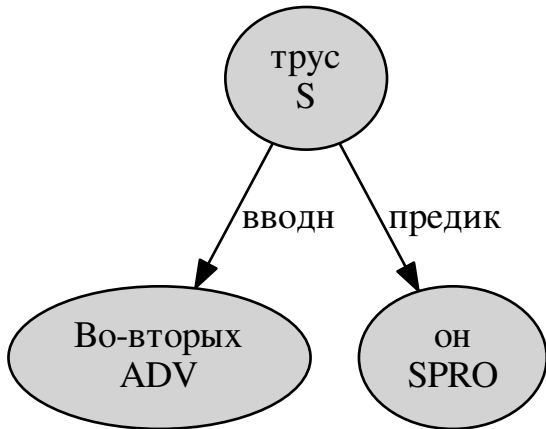 трус
S
вводн
предик
Во-вторых
ADV
он
SPRO